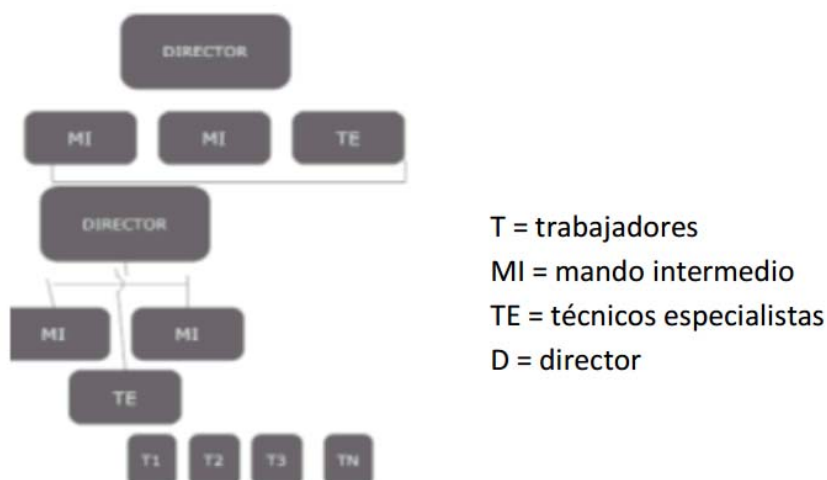 DIRECTOR
MI MI TE
DIRECTOR
MI MI
TE
T1 T2 T3 TN
T = trabajadores
MI = mando intermedio
TE = técnicos especialistas
D = director